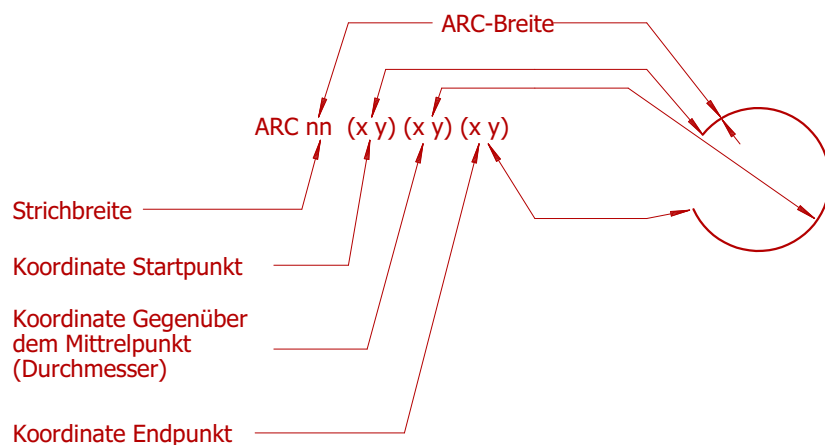 ARC-Breite
ARC nn (x y) (x y) (x y)
Strichbreite
Koordinate Startpunkt
Koordinate Gegenüber
dem Mittrelpunkt
(Durchmesser)
Koordinate Endpunkt